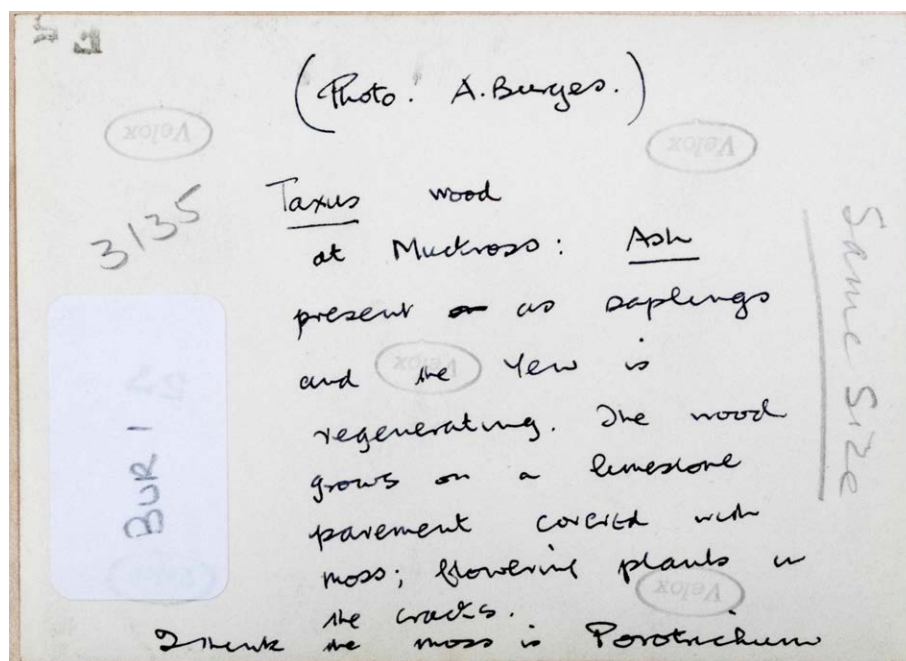 (Photo: A. Burges.)
Velox
Velox
3135
Taxus wood
at Muckross: Ash
present as saplings
and the Yew is
Velox
regenerating. The wood
grows on a limestone
pavement covered with
moss; flowering plants in
the cracks.
Velox
I think the moss is Porotrichum
Same Size
BUR 1
Velox